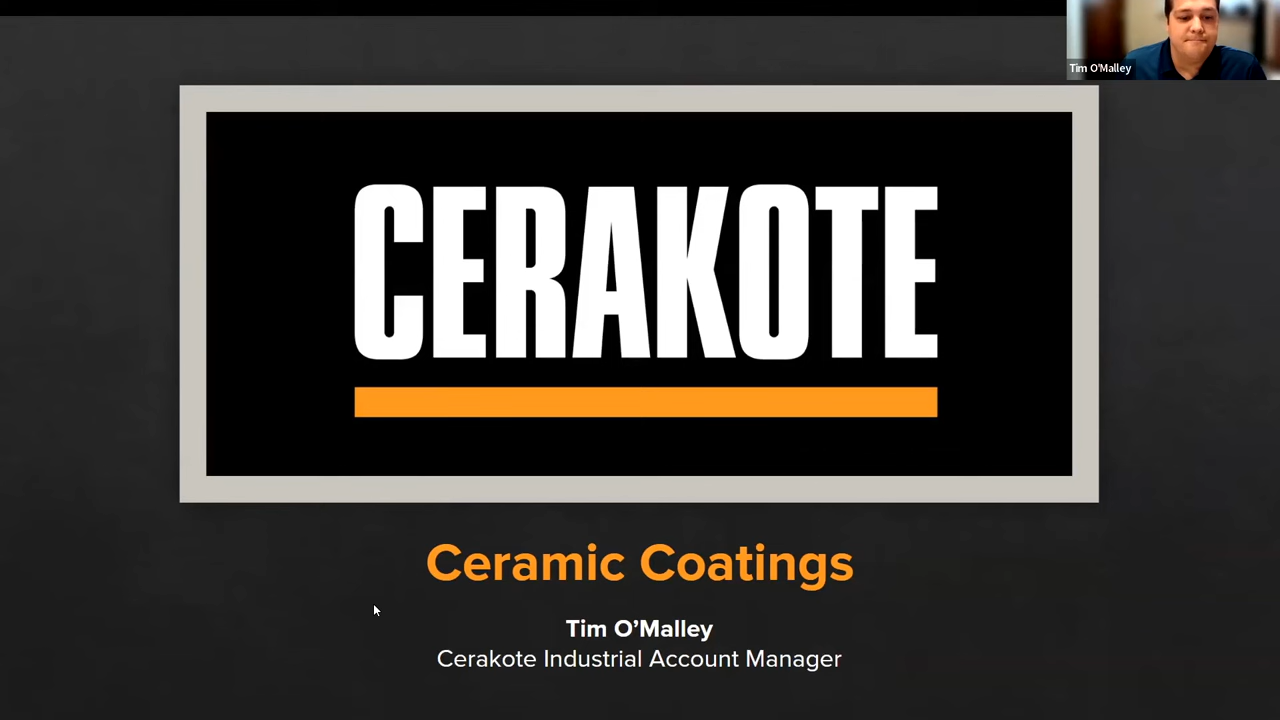 Tim O'Malley
CERAKOTE
Ceramic Coatings
Tim O’Malley
Cerakote Industrial Account Manager